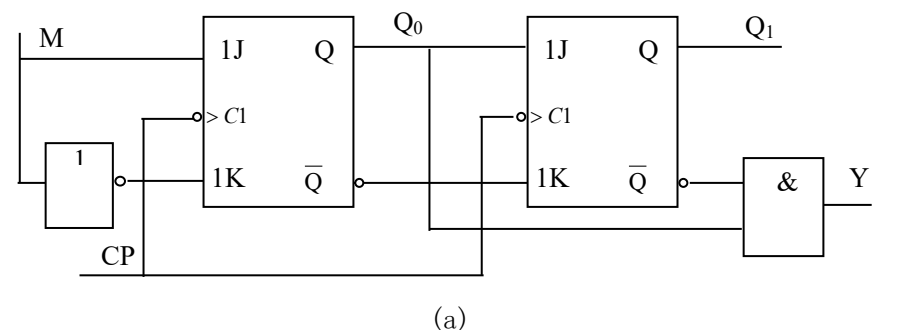 M
1J
Q
Q₀
1J
Q
Q₁
> C1
> C1
1
1K
Q̅
1K
Q̅
&
Y
CP
(a)